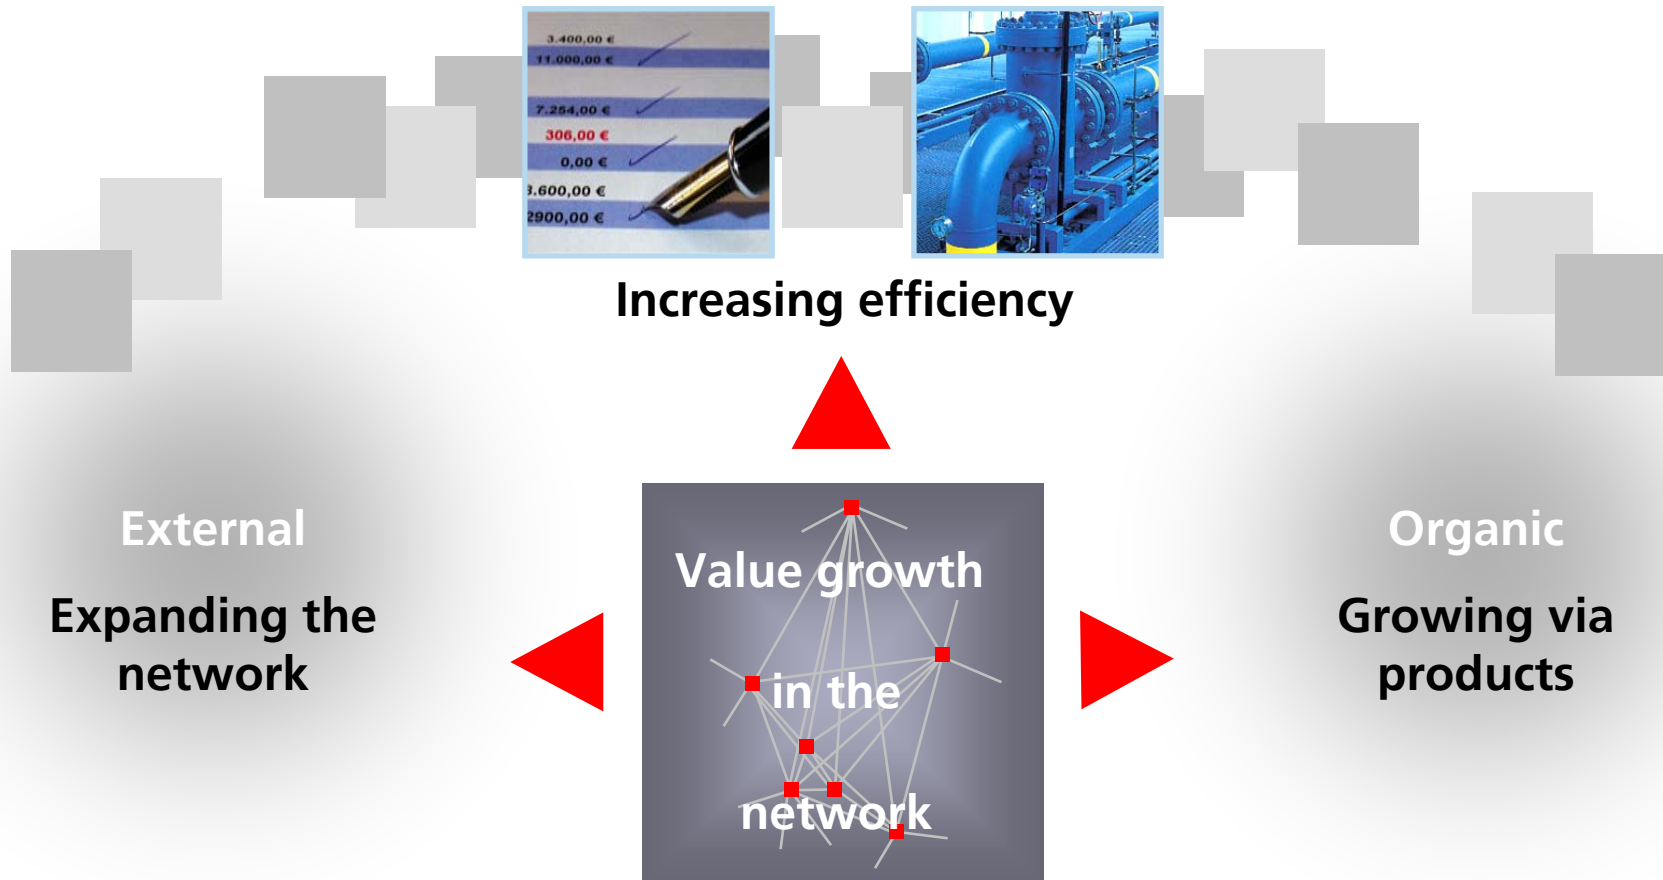 3.400,00 €
11.000,00 €
7.254,00 €
306,00 €
0,00 €
3.600,00 €
2900,00 €
Increasing efficiency
External
Expanding the
network
Value growth
in the
network
Organic
Growing via
products